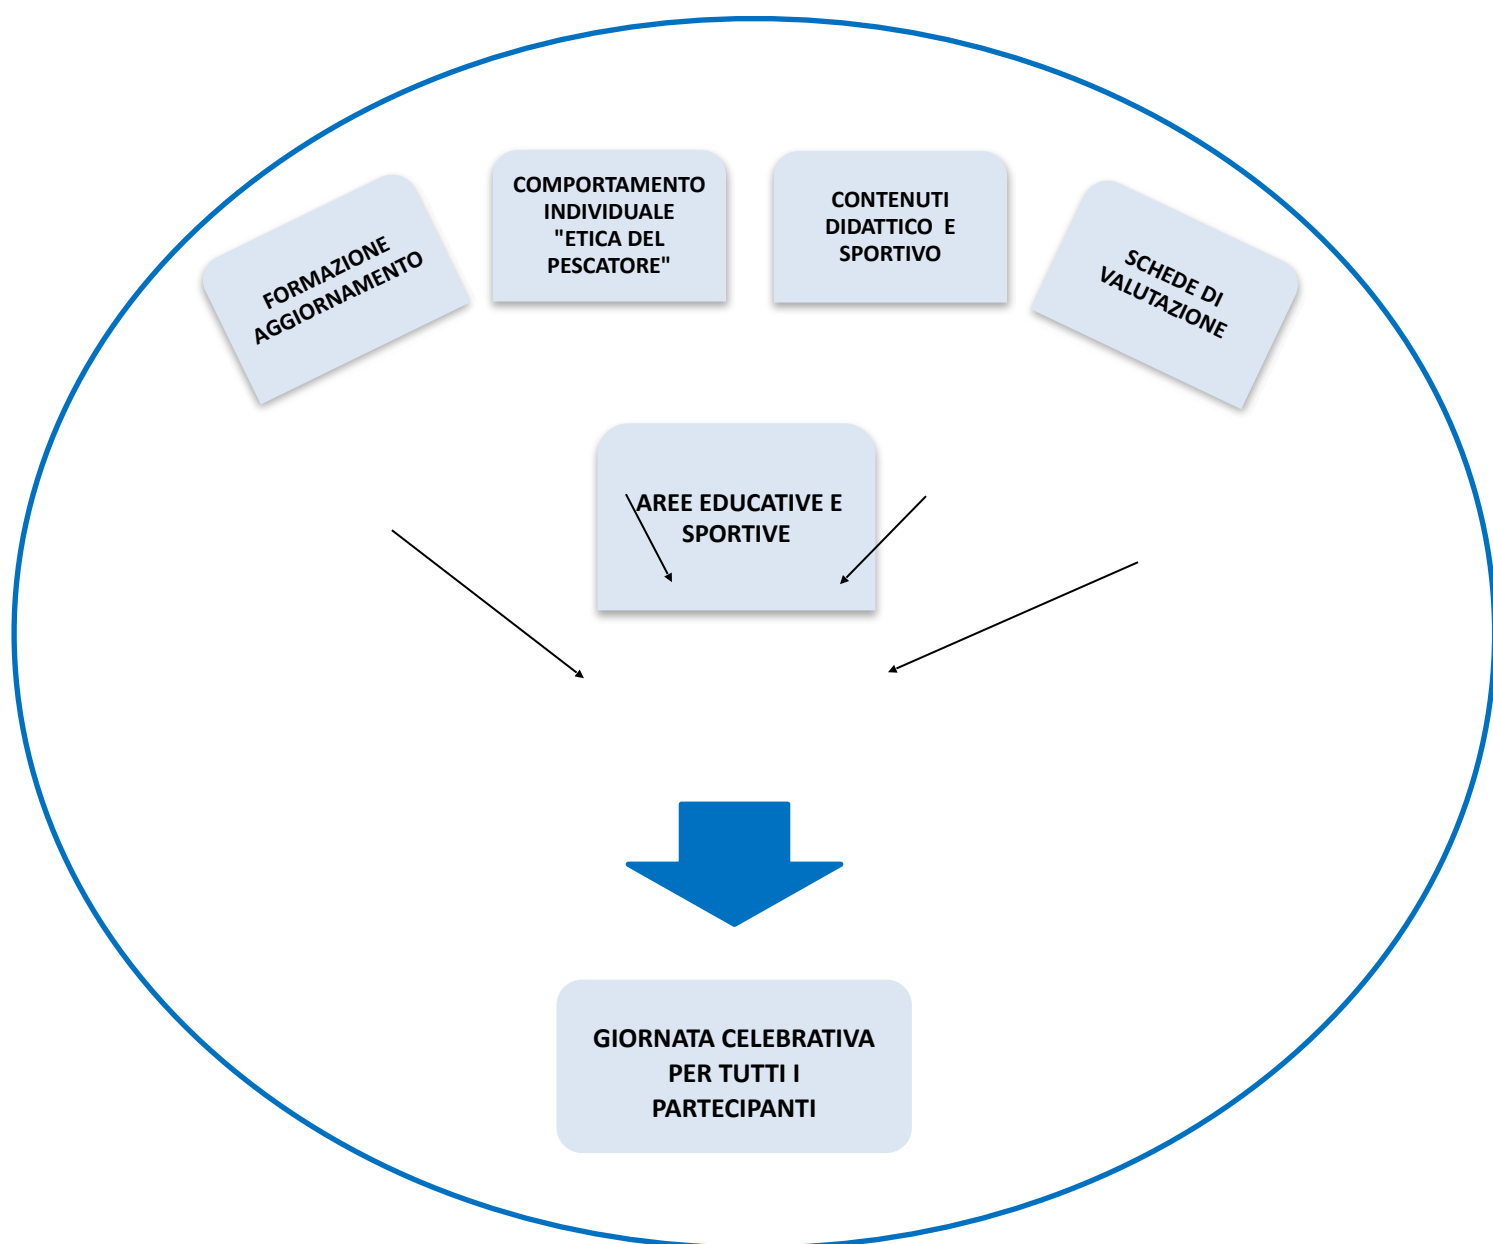 FORMAZIONE
AGGIORNAMENTO
COMPORTAMENTO
INDIVIDUALE
"ETICA DEL
PESCATORE"
CONTENUTI
DIDATTICO E
SPORTIVO
SCHEDE DI
VALUTAZIONE
AREE EDUCATIVE E
SPORTIVE
GIORNATA CELEBRATIVA
PER TUTTI I
PARTECIPANTI